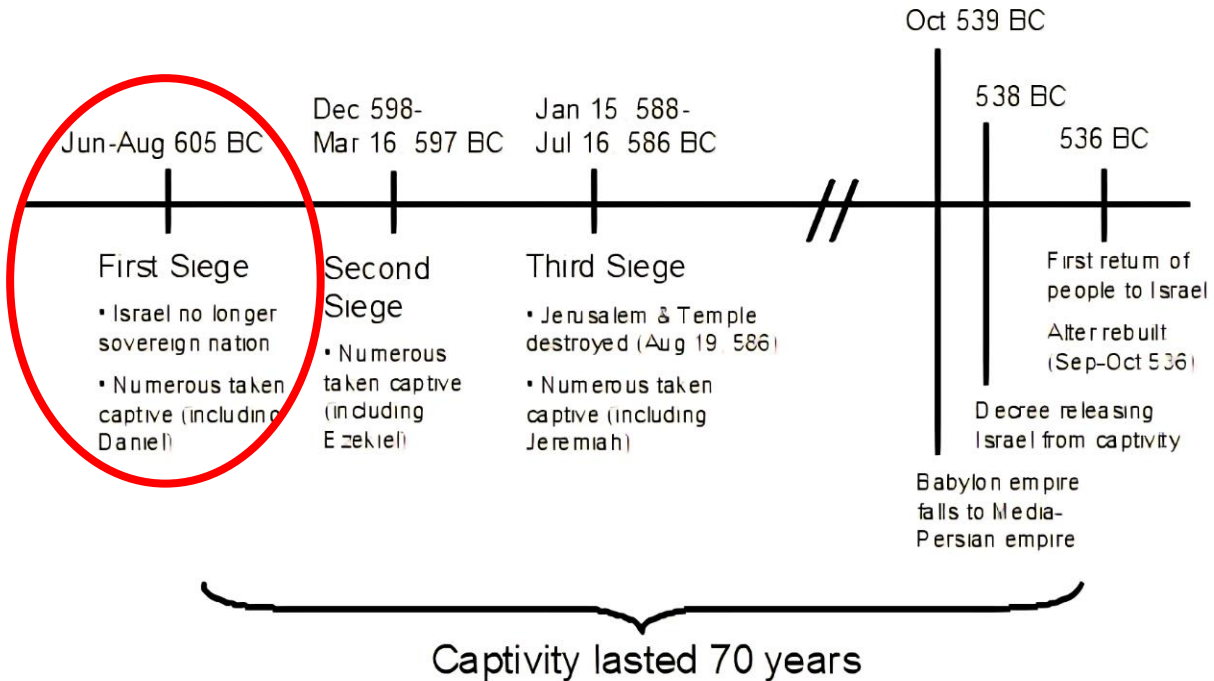 Oct 539 BC
538 BC
536 BC
Jun-Aug 605 BC
Dec 598-
Mar 16 597 BC
Jan 15 588-
Jul 16 586 BC
First Siege
• Israel no longer
sovereign nation
• Numerous taken
captive (including
Daniel)
Second
Siege
• Numerous
taken captive
(including
Ezekiel)
Third Siege
• Jerusalem & Temple
destroyed (Aug 19, 586)
• Numerous taken
captive (including
Jeremiah)
Babylon empire
falls to Media-
Persian empire
Decree releasing
Israel from captivity
First return of
people to Israel
Alter rebuilt
(Sep-Oct 536)
Captivity lasted 70 years